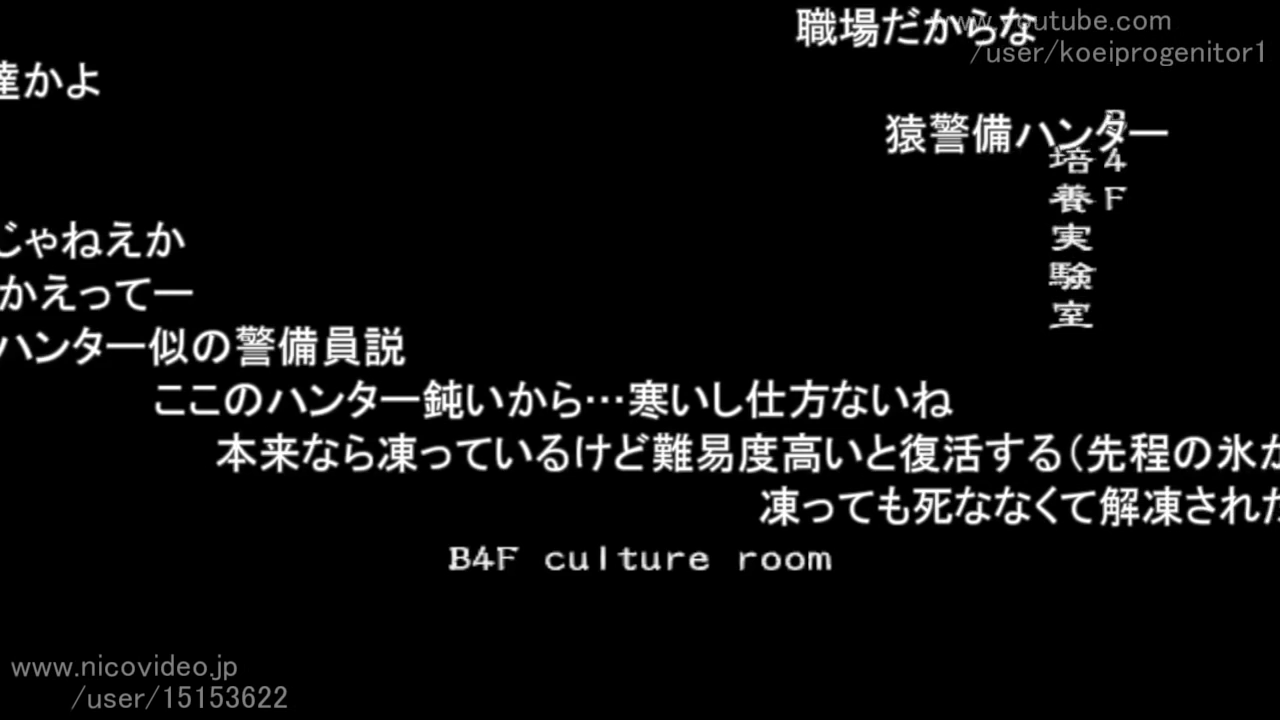 職場だからな
www.youtube.com
/user/koeiprogenitor1
達かよ
猿警備ハンター
B4F
培養実験室
じゃねえか
かえってー
ハンター似の警備員説
ここのハンター鈍いから…寒いし仕方ないね
本来なら凍っているけど難易度高いと復活する（先程の氷か
凍っても死ななくて解凍された
B4F culture room
www.nicovideo.jp
/user/15153622